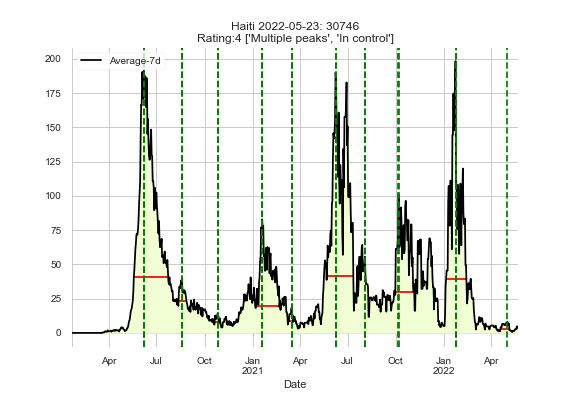 Haiti 2022-05-23: 30746
Rating:4 ['Multiple peaks', 'In control']
Average-7d
200
175
150
125
100
75
50
25
0
Apr Jul Oct Jan Apr Jul Oct Jan Apr
2021 2022
Date